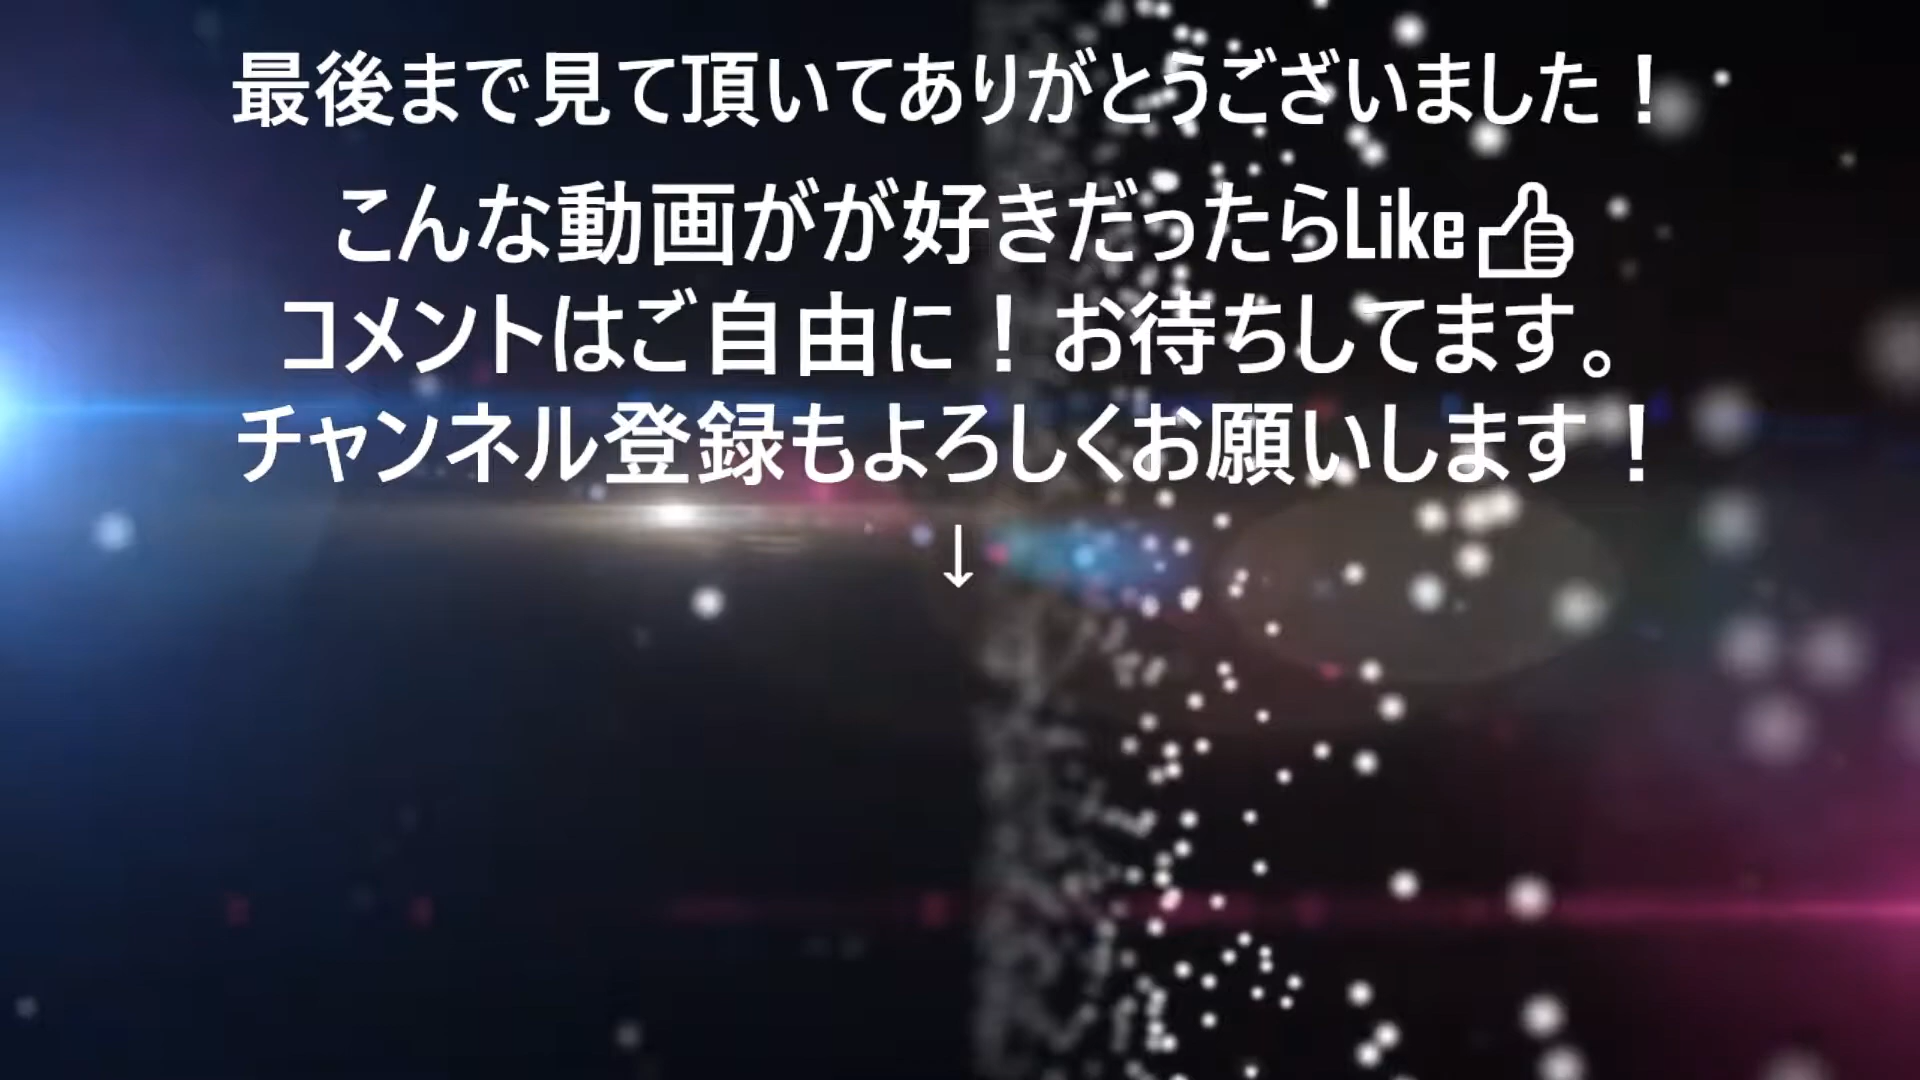 最後まで見て頂いてありがとうございました！
こんな動画がが好きだったらLike👍
コメントはご自由に！お待ちしてます。
チャンネル登録もよろしくお願いします！
↓